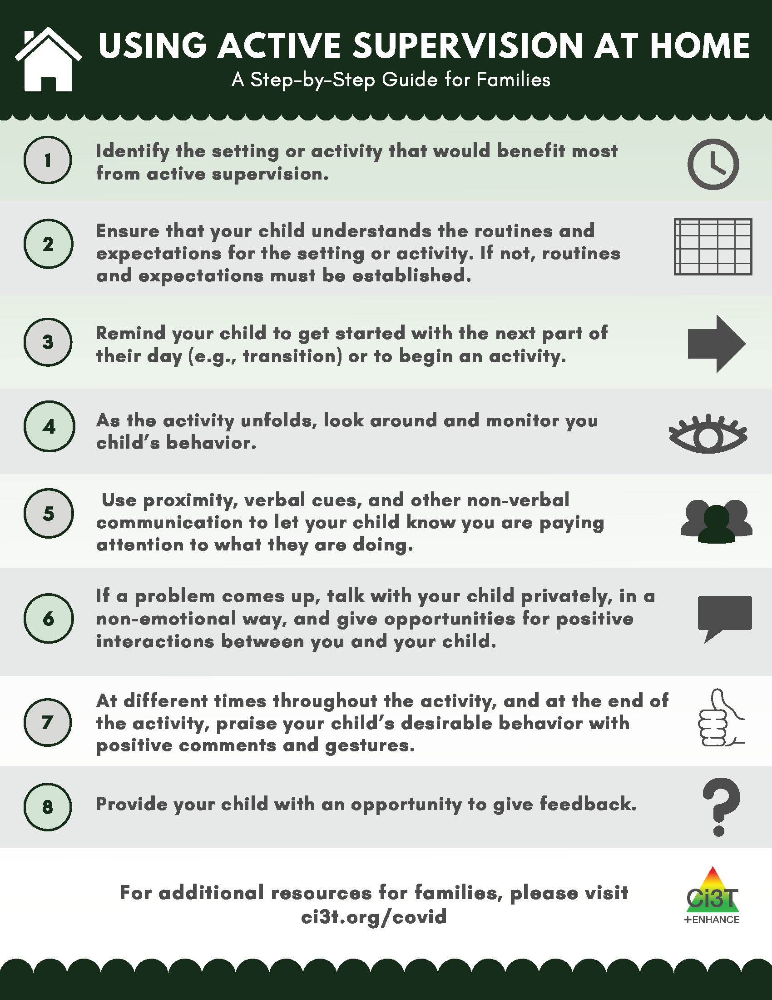 USING ACTIVE SUPERVISION AT HOME
A Step-by-Step Guide for Families
1
Identify the setting or activity that would benefit most
from active supervision.
2
Ensure that your child understands the routines and
expectations for the setting or activity. If not, routines
and expectations must be established.
3
Remind your child to get started with the next part of
their day (e.g., transition) or to begin an activity.
4
As the activity unfolds, look around and monitor you
child's behavior.
5
Use proximity, verbal cues, and other non-verbal
communication to let your child know you are paying
attention to what they are doing.
6
If a problem comes up, talk with your child privately, in a
non-emotional way, and give opportunities for positive
interactions between you and your child.
7
At different times throughout the activity, and at the end of
the activity, praise your child's desirable behavior with
positive comments and gestures.
8
Provide your child with an opportunity to give feedback.
For additional resources for families, please visit
ci3t.org/covid
Ci3T
+ENHANCE